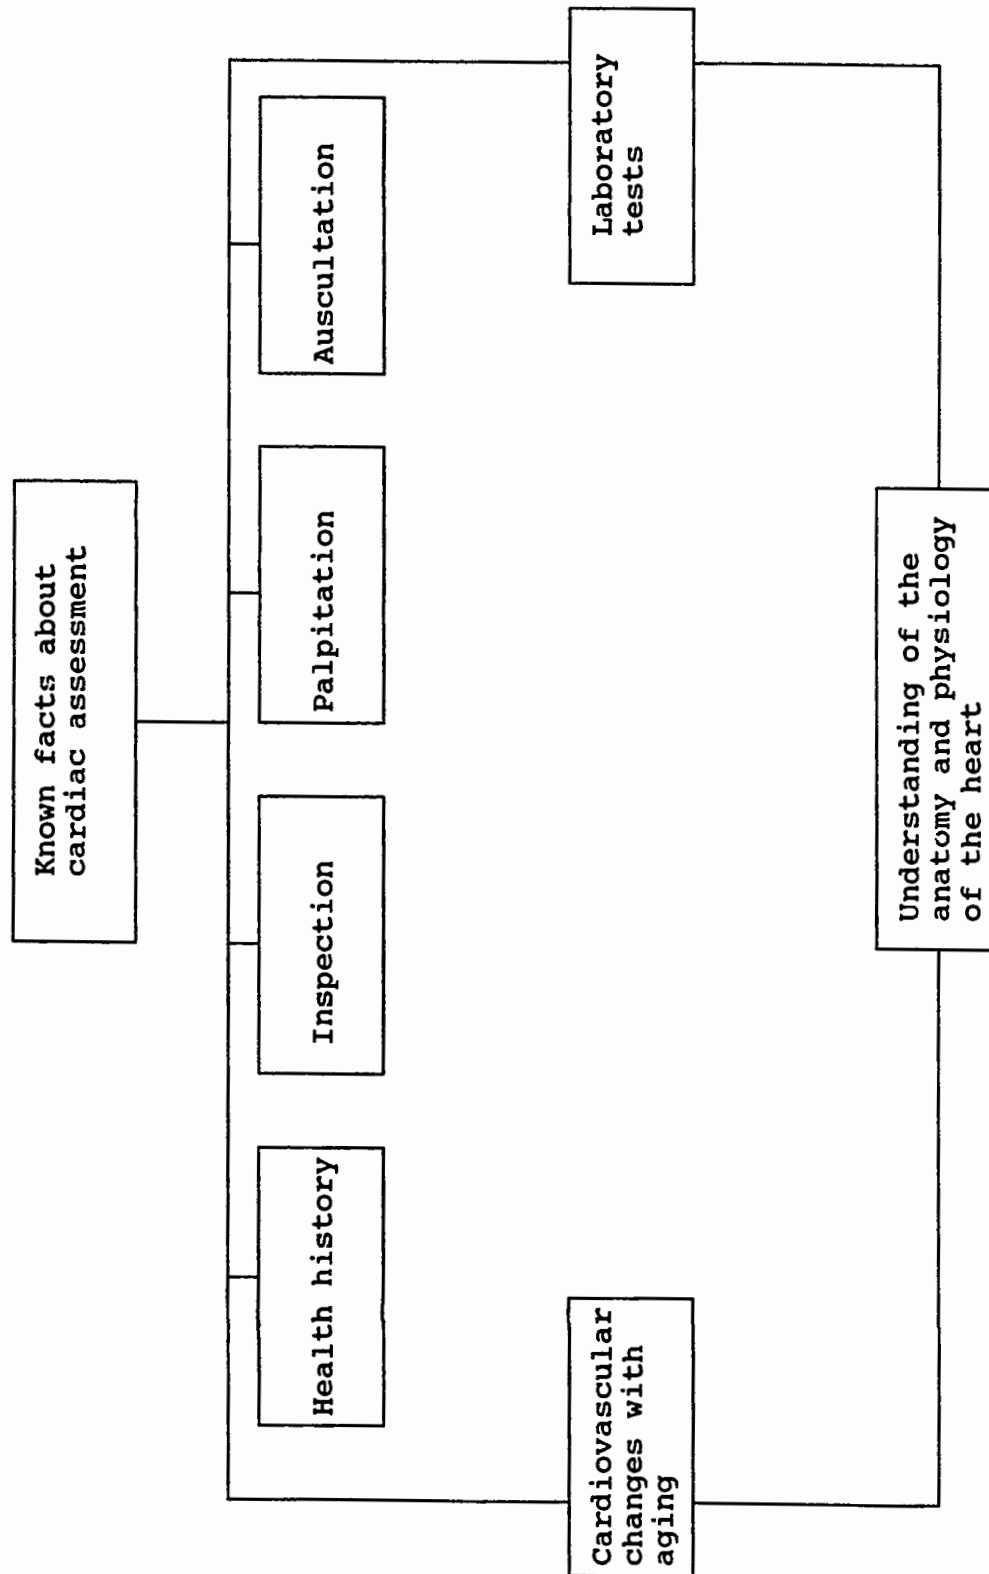 Known facts about
cardiac assessment
Health history
Inspection
Palpitation
Auscultation
Cardiovascular
changes with
aging
Laboratory
tests
Understanding of the
anatomy and physiology
of the heart